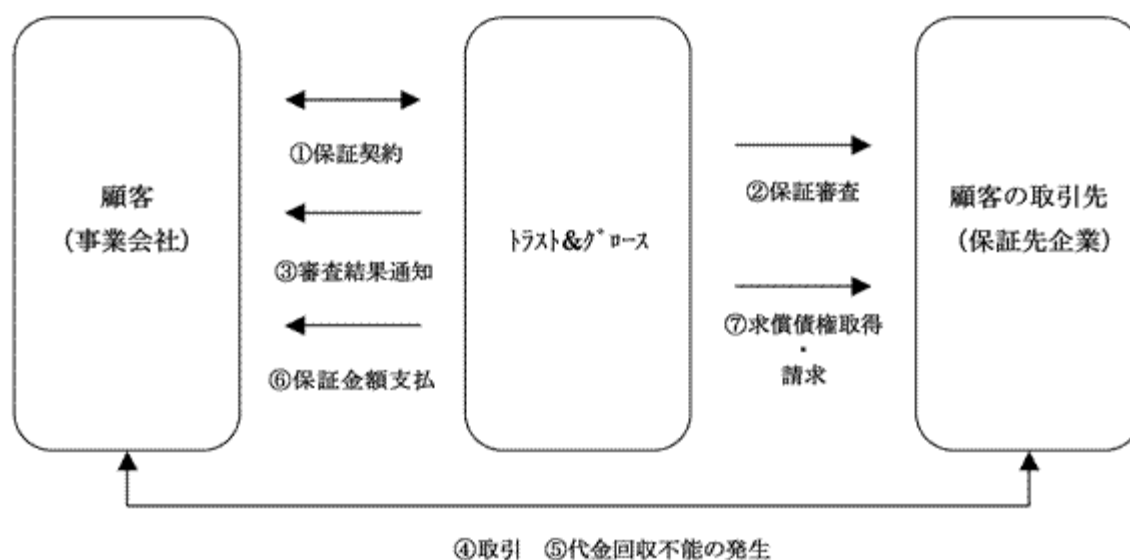 顧客
（事業会社）
①保証契約
③審査結果通知
⑥保証金額支払
ﾄﾗｽﾄ&ｸﾞﾛｰｽ
②保証審査
⑦求償債権取得
・
請求
顧客の取引先
（保証先企業）
④取引　⑤代金回収不能の発生